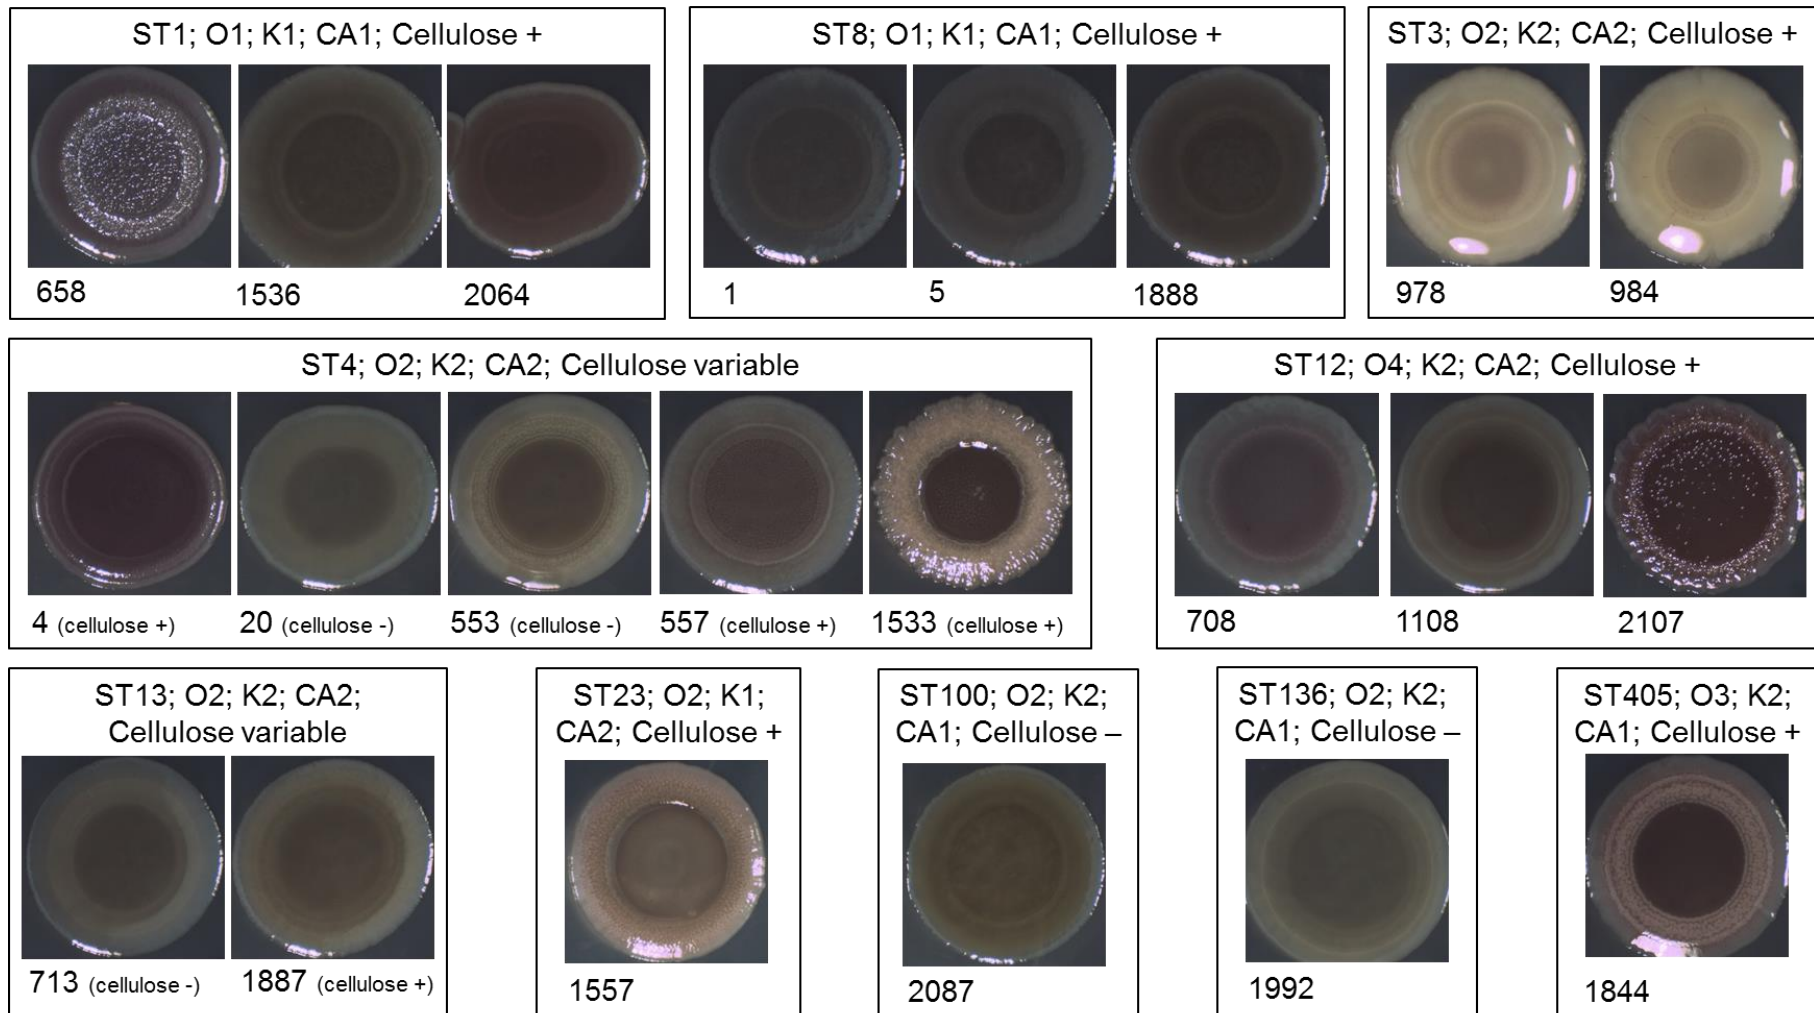 ST1; O1; K1; CA1; Cellulose +
658
1536
2064
ST8; O1; K1; CA1; Cellulose +
1
5
1888
ST3; O2; K2; CA2; Cellulose +
978
984
ST4; O2; K2; CA2; Cellulose variable
4 (cellulose +)
20 (cellulose -)
553 (cellulose -)
557 (cellulose +)
1533 (cellulose +)
ST12; O4; K2; CA2; Cellulose +
708
1108
2107
ST13; O2; K2; CA2;
Cellulose variable
713 (cellulose -)
1887 (cellulose +)
ST23; O2; K1;
CA2; Cellulose +
1557
ST100; O2; K2;
CA1; Cellulose –
2087
ST136; O2; K2;
CA1; Cellulose –
1992
ST405; O3; K2;
CA1; Cellulose +
1844